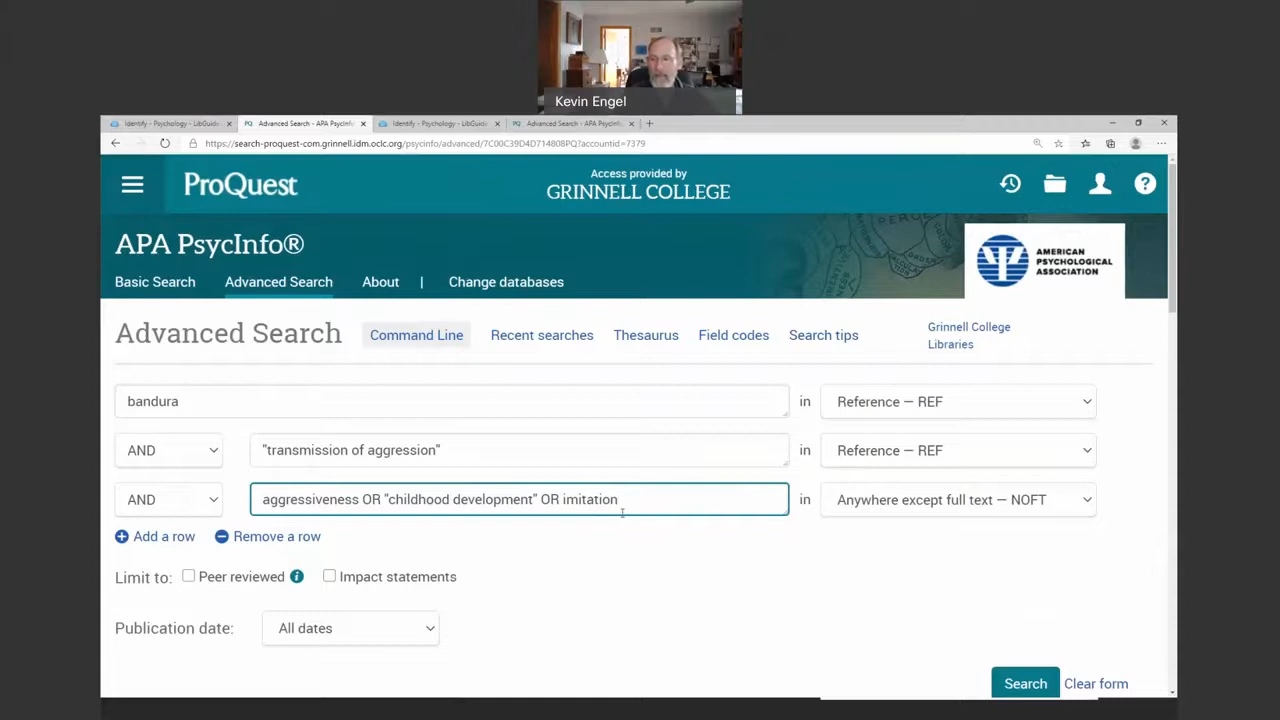 Kevin Engel
Identify - Psychology - LibGuide
Advanced Search - APA PsycInfo
Identify - Psychology - LibGuid
Advanced Search - APA PsycInfo
https://search-proquest-com.grinnell.idm.oclc.org/psycinfo/advanced/7C00C39D4D714808PQ?accountid=7379
ProQuest
Access provided by
GRINNELL COLLEGE
APA PsycInfo®
AMERICAN
PSYCHOLOGICAL
ASSOCIATION
Basic Search Advanced Search About | Change databases
Advanced Search Command Line Recent searches Thesaurus Field codes Search tips
Grinnell College
Libraries
bandura in Reference — REF
AND "transmission of aggression" in Reference — REF
AND aggressiveness OR "childhood development" OR imitation in Anywhere except full text — NOFT
Add a row Remove a row
Limit to: Peer reviewed Impact statements
Publication date: All dates
Search Clear form